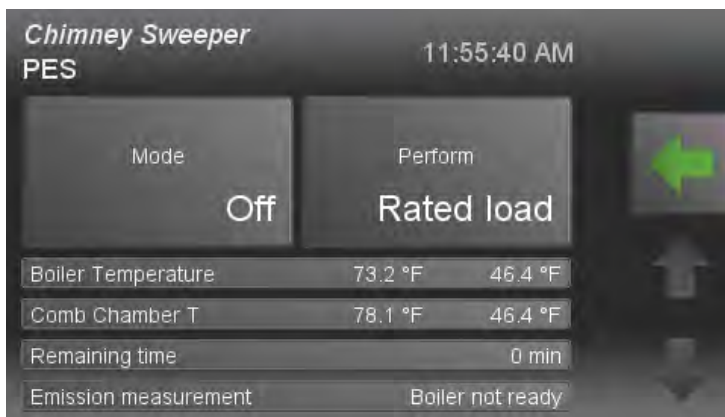 Chimney Sweeper
PES
11:55:40 AM
Mode
Off
Perform
Rated load
Boiler Temperature 73.2 °F 46.4 °F
Comb Chamber T 78.1 °F 46.4 °F
Remaining time 0 min
Emission measurement Boiler not ready